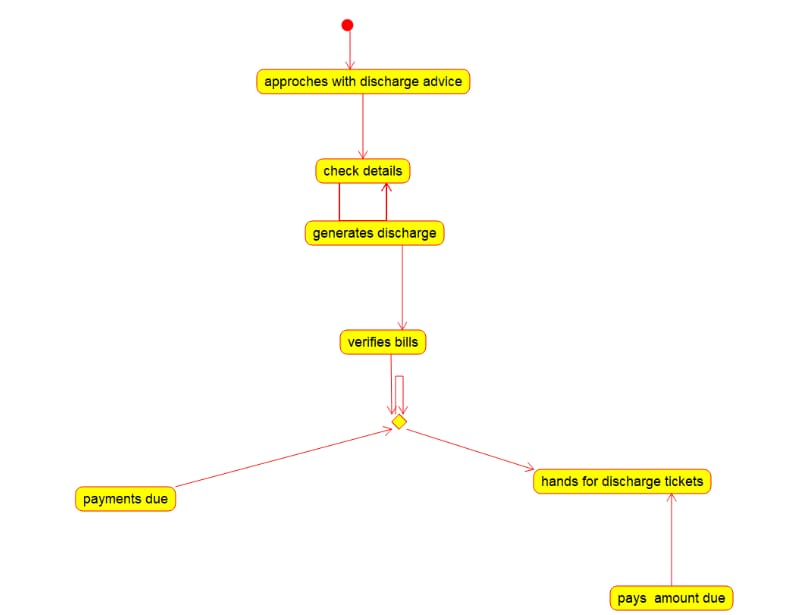 approches with discharge advice
check details
generates discharge
verifies bills
hands for discharge tickets
payments due
pays  amount due